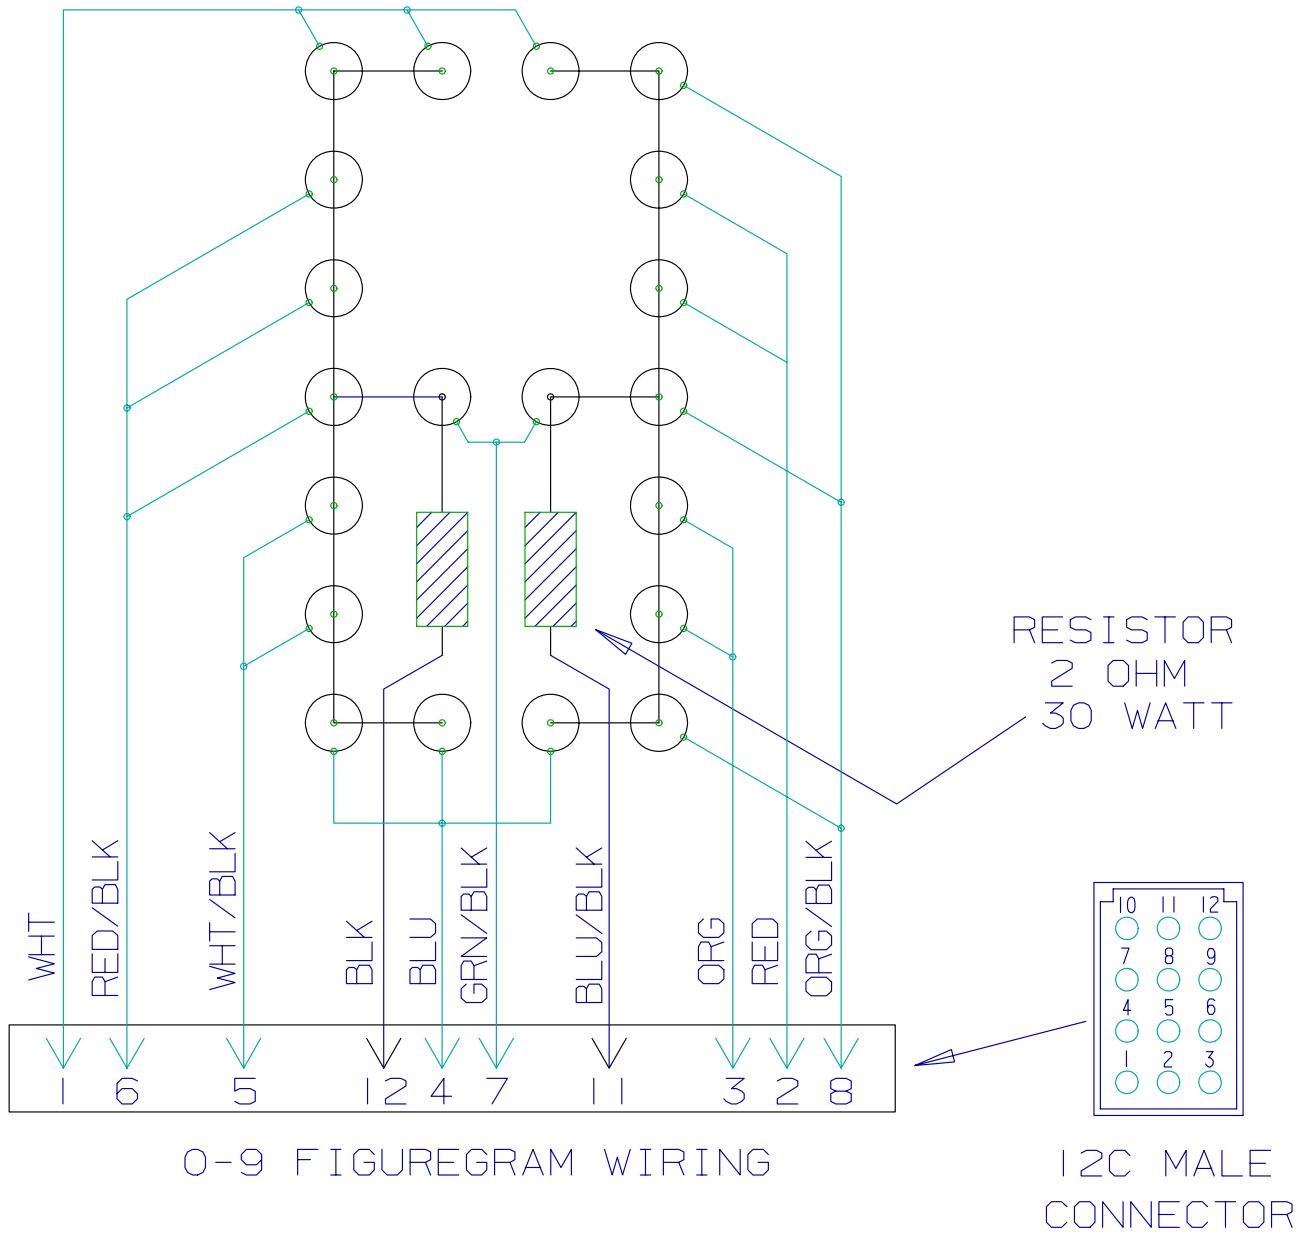 RESISTOR
2 OHM
30 WATT
WHT
RED/BLK
WHT/BLK
BLK
BLU
GRN/BLK
BLU/BLK
ORG
RED
ORG/BLK
1 6 5 12 4 7 11 3 2 8
0-9 FIGUREGRAM WIRING
10 11 12
7 8 9
4 5 6
1 2 3
12C MALE
CONNECTOR